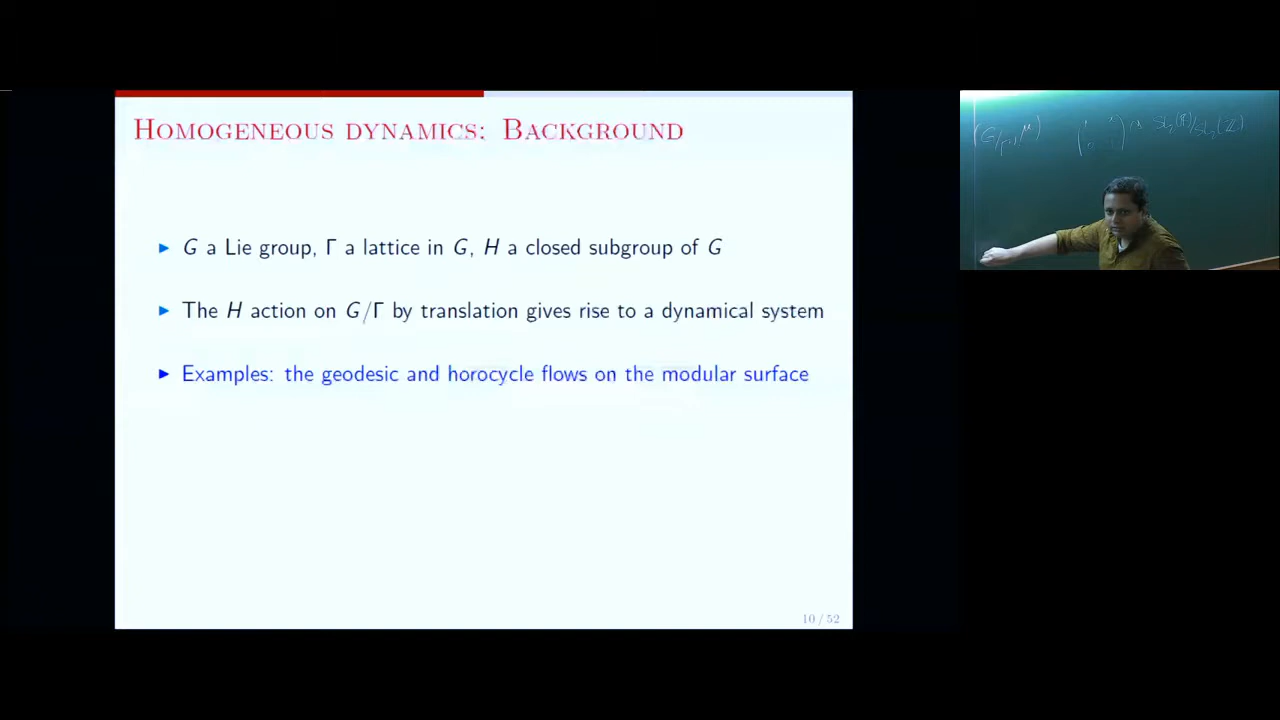 Homogeneous dynamics: Background
▶ G a Lie group, Γ a lattice in G, H a closed subgroup of G
▶ The H action on G/Γ by translation gives rise to a dynamical system
▶ Examples: the geodesic and horocycle flows on the modular surface
10 / 52
SL₂(ℝ)/SL₂(ℤ)